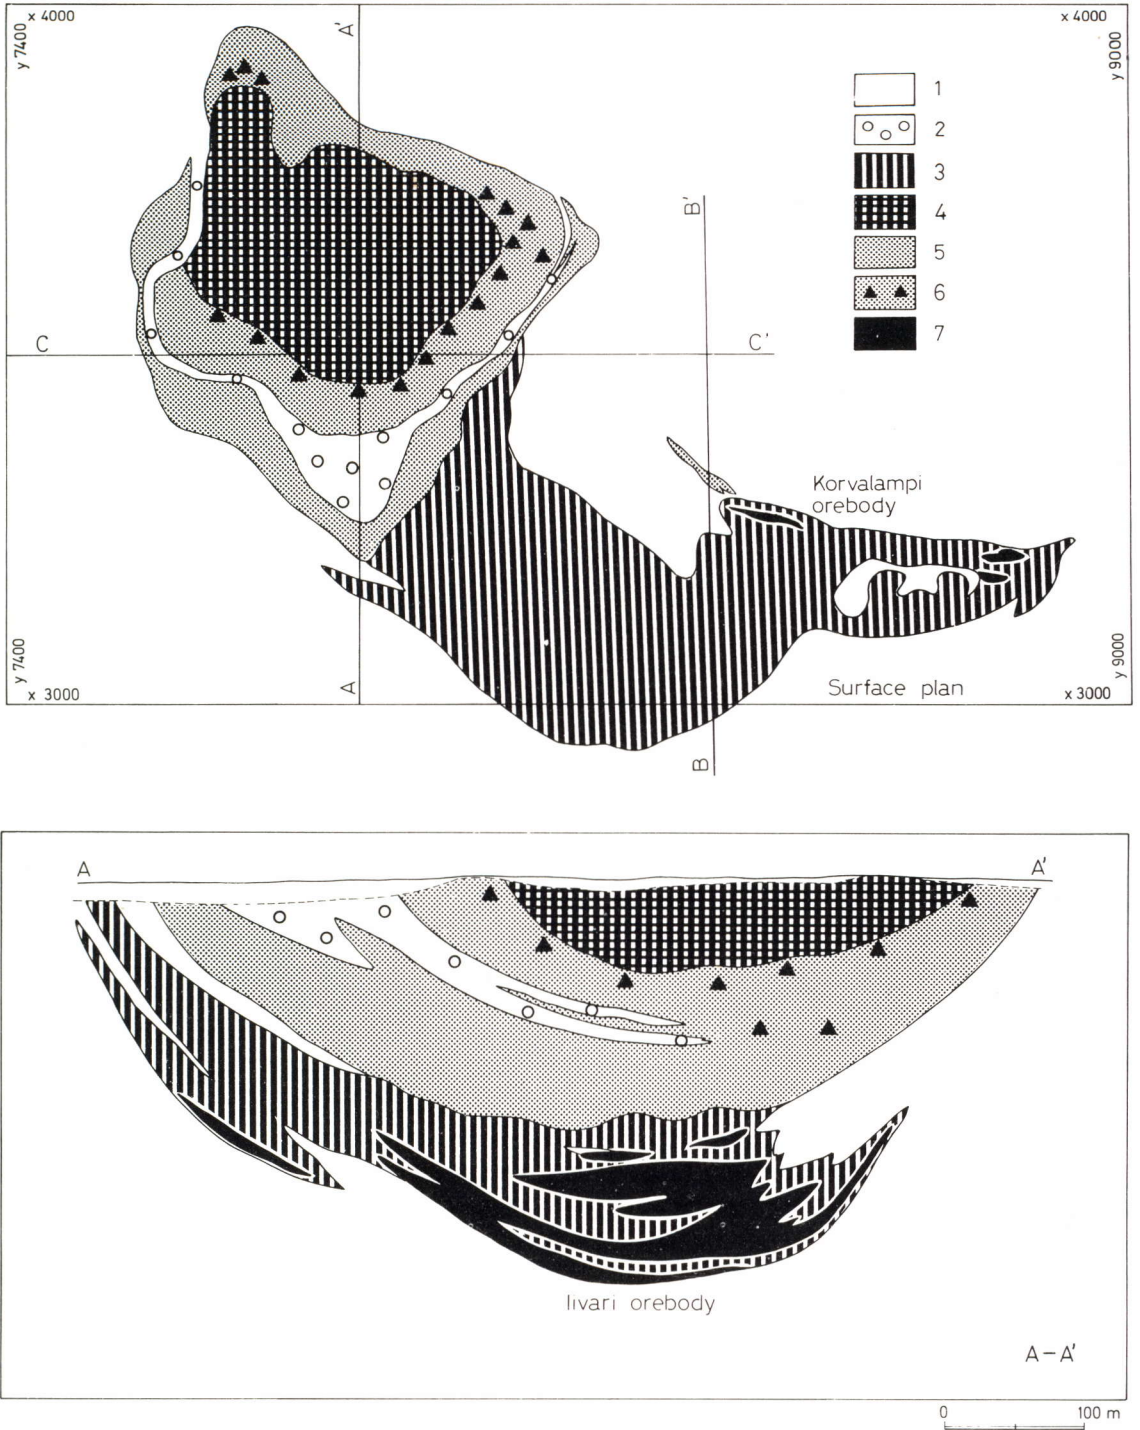 x 4000
y 7400
A'
x 4000
y 9000
1
2
3
4
5
6
7
B'
C
C'
Korvalampi
orebody
y 7400
x 3000
A
Surface plan
y 9000
x 3000
B
A
A'
Iivari orebody
A-A'
0
100 m